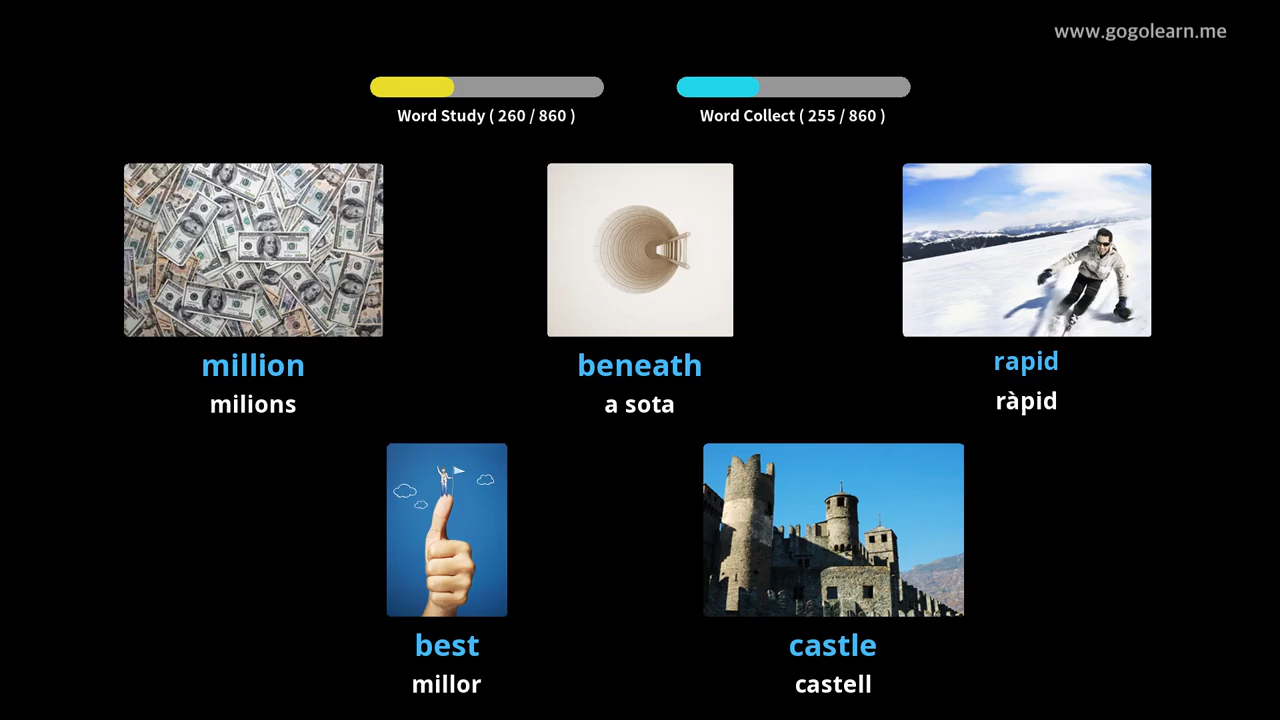 www.gogolearn.me
Word Study ( 260 / 860 )
Word Collect ( 255 / 860 )
million
milions
beneath
a sota
rapid
ràpid
best
millor
castle
castell